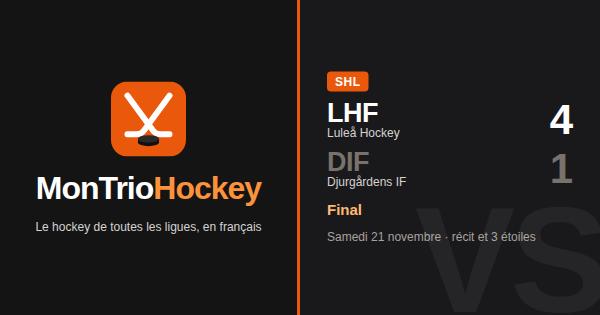 MonTrioHockey
Le hockey de toutes les ligues, en français
SHL
LHF 4
Luleå Hockey
DIF 1
Djurgårdens IF
Final
Samedi 21 novembre · récit et 3 étoiles
VS